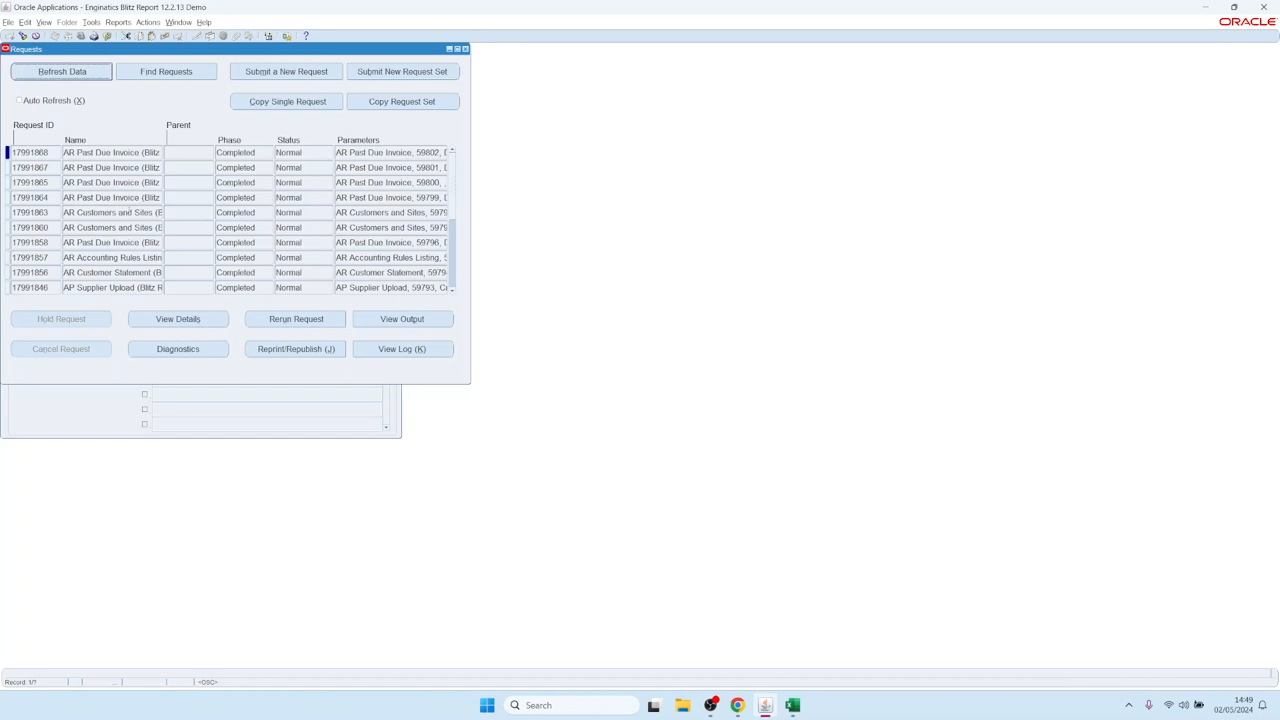 Oracle Applications - Enginatics Blitz Report 12.2.13 Demo
File Edit View Folder Tools Reports Actions Window Help
ORACLE
Requests
Refresh Data Find Requests Submit a New Request Submit New Request Set
Auto Refresh (X) Copy Single Request Copy Request Set
Request ID Parent
Name Phase Status Parameters
17991868 AR Past Due Invoice (Blitz Completed Normal AR Past Due Invoice, 59802, D
17991867 AR Past Due Invoice (Blitz Completed Normal AR Past Due Invoice, 59801, D
17991865 AR Past Due Invoice (Blitz Completed Normal AR Past Due Invoice, 59800, ,
17991864 AR Past Due Invoice (Blitz Completed Normal AR Past Due Invoice, 59799, D
17991863 AR Customers and Sites (E Completed Normal AR Customers and Sites, 579
17991860 AR Customers and Sites (E Completed Normal AR Customers and Sites, 579
17991858 AR Past Due Invoice (Blitz Completed Normal AR Past Due Invoice, 59796, D
17991857 AR Accounting Rules Listin Completed Normal AR Accounting Rules Listing, 5
17991856 AR Customer Statement (B Completed Normal AR Customer Statement, 5979
17991846 AP Supplier Upload (Blitz R Completed Normal AP Supplier Upload, 59793, Cr
Hold Request View Details Rerun Request View Output
Cancel Request Diagnostics Reprint/Republish (J) View Log (K)
Record: 1/? ... <OSC>
Search
14:49
02/05/2024